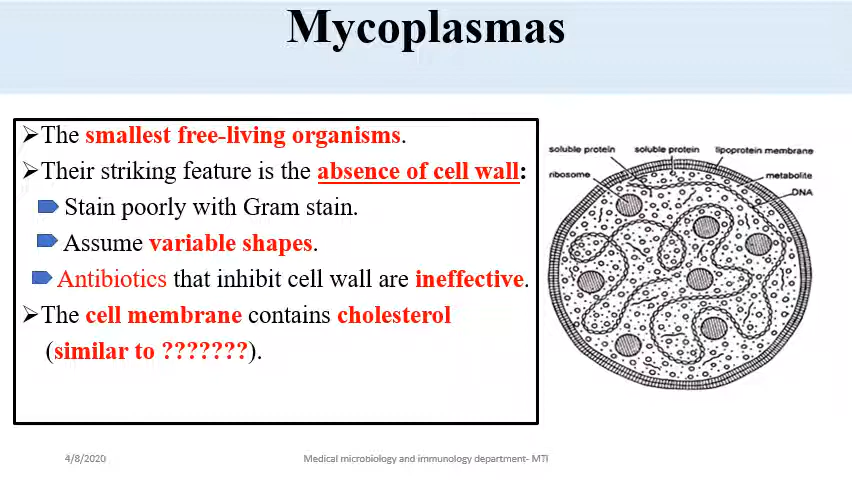 Mycoplasmas
➢The smallest free-living organisms.
➢Their striking feature is the absence of cell wall:
Stain poorly with Gram stain.
Assume variable shapes.
Antibiotics that inhibit cell wall are ineffective.
➢The cell membrane contains cholesterol
(similar to ???????).
soluble protein soluble protein lipoprotein membrane
ribosome metabolite
DNA
4/8/2020 Medical microbiology and immunology department- MTI